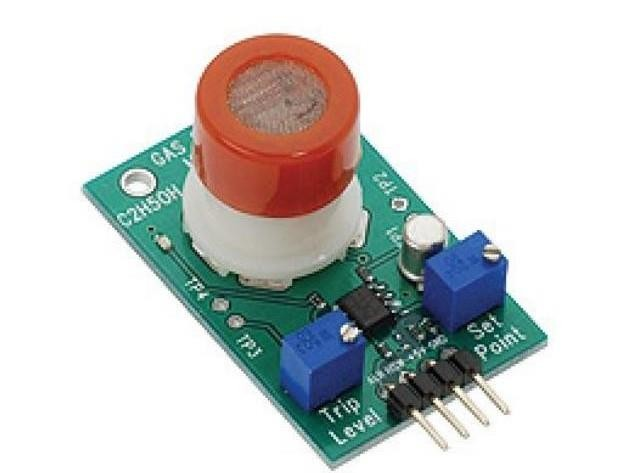 GAS
C2H5OH
TP2
TP4
TP3
Set
Point
Trip
Level